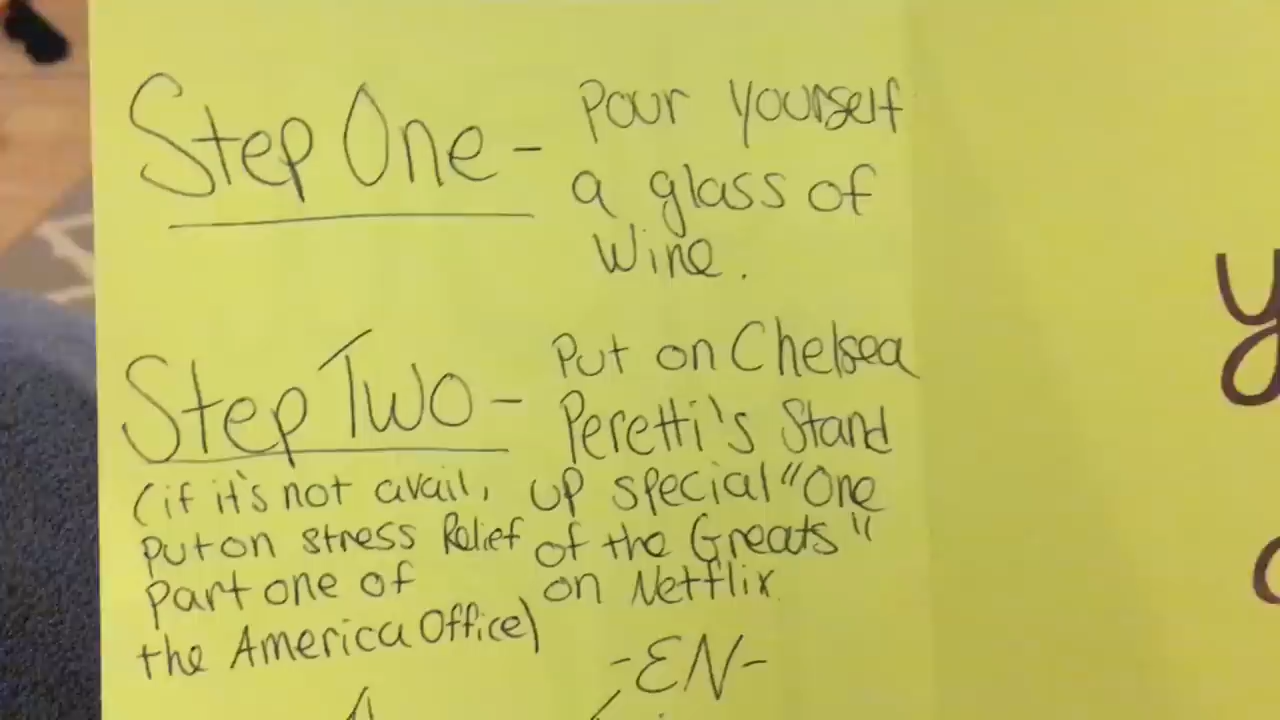 Step One - Pour Yourself
a glass of
Wine.
Step Two - Put on Chelsea
Peretti's Stand
up special "One
of the Greats"
on Netflix
(if it's not avail,
put on stress Relief
part one of
the America Office)
-EN-
y